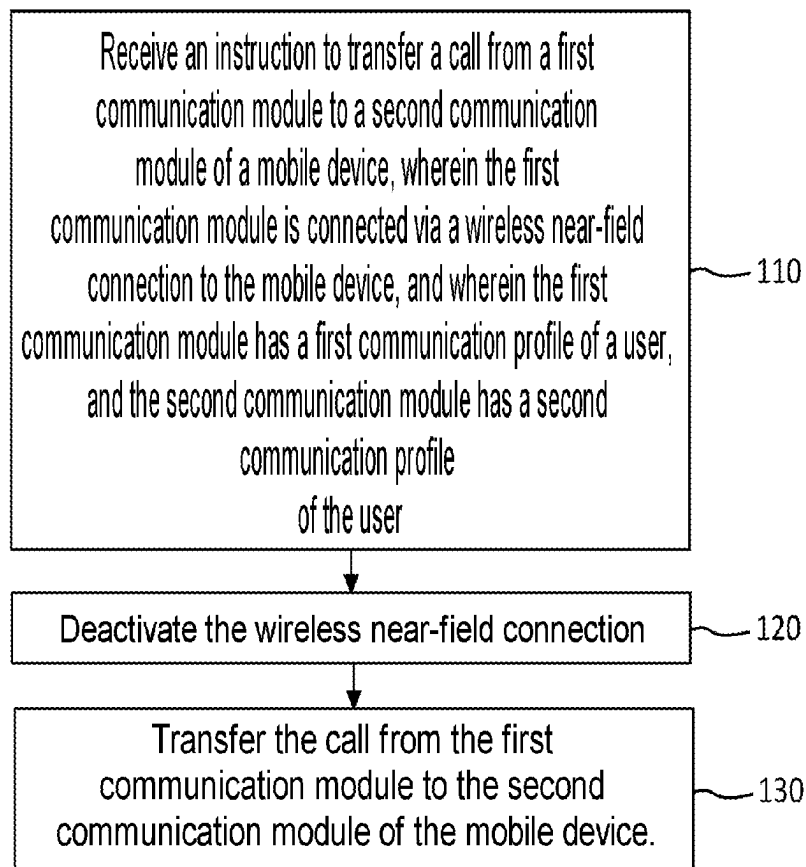 Receive an instruction to transfer a call from a first
communication module to a second communication
module of a mobile device, wherein the first
communication module is connected via a wireless near-field
connection to the mobile device, and wherein the first
communication module has a first communication profile of a user,
and the second communication module has a second
communication profile
of the user
110
Deactivate the wireless near-field connection
120
Transfer the call from the first
communication module to the second
communication module of the mobile device.
130